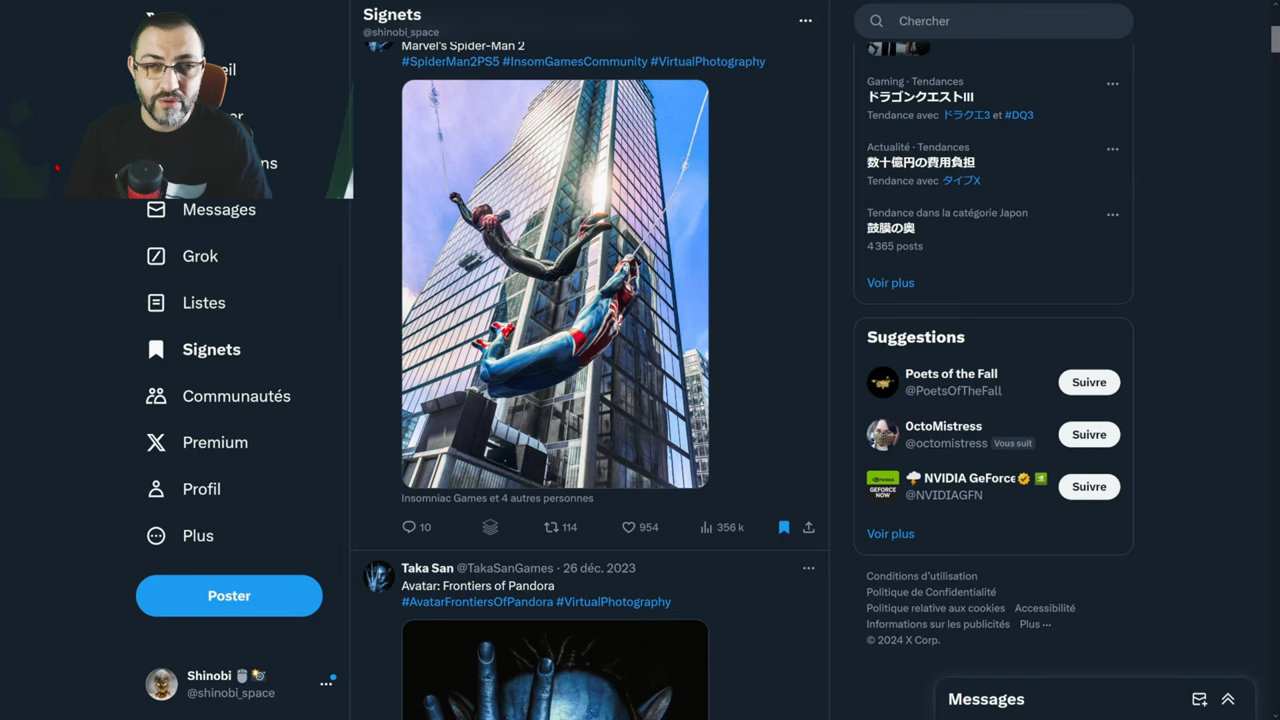 Signets
@shinobi_space
Marvel's Spider-Man 2
#SpiderMan2PS5 #InsomGamesCommunity #VirtualPhotography
Insomniac Games et 4 autres personnes
10
114
954
356 k
Taka San @TakaSanGames · 26 déc. 2023
Avatar: Frontiers of Pandora
#AvatarFrontiersOfPandora #VirtualPhotography
Messages
Grok
Listes
Signets
Communautés
Premium
Profil
Plus
Poster
Shinobi
@shinobi_space
Chercher
Gaming · Tendances
ドラゴンクエストIII
Tendance avec ドラクエ3 et #DQ3
Actualité · Tendances
数十億円の費用負担
Tendance avec タイプX
Tendance dans la catégorie Japon
鼓膜の奥
4 365 posts
Voir plus
Suggestions
Poets of the Fall
@PoetsOfTheFall
Suivre
OctoMistress
@octomistress Vous suit
Suivre
NVIDIA GeForce
@NVIDIAGFN
Suivre
Voir plus
Conditions d'utilisation
Politique de Confidentialité
Politique relative aux cookies Accessibilité
Informations sur les publicités Plus ···
© 2024 X Corp.
Messages